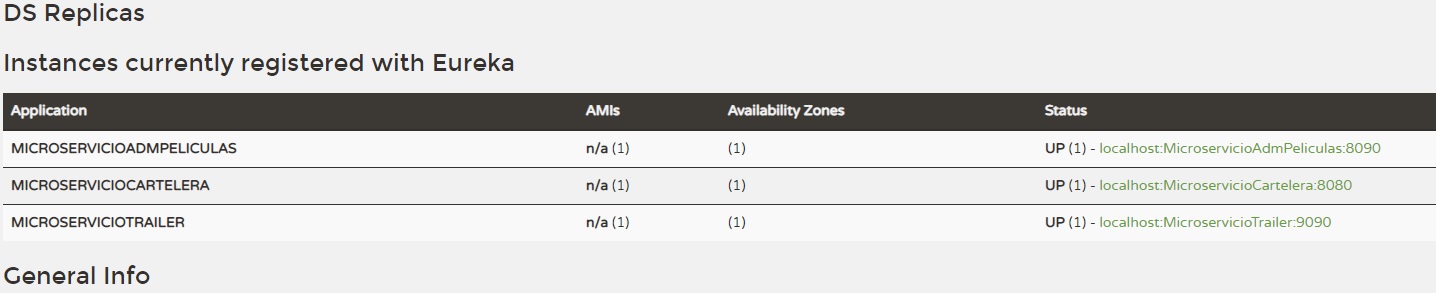 DS Replicas
Instances currently registered with Eureka
Application AMIs Availability Zones Status
MICROSERVICIOADMPELICULAS n/a (1) (1) UP (1) - localhost:MicroservicioAdmPeliculas:8090
MICROSERVICIOCARTELERA n/a (1) (1) UP (1) - localhost:MicroservicioCartelera:8080
MICROSERVICIOTRAILER n/a (1) (1) UP (1) - localhost:MicroservicioTrailer:9090
General Info